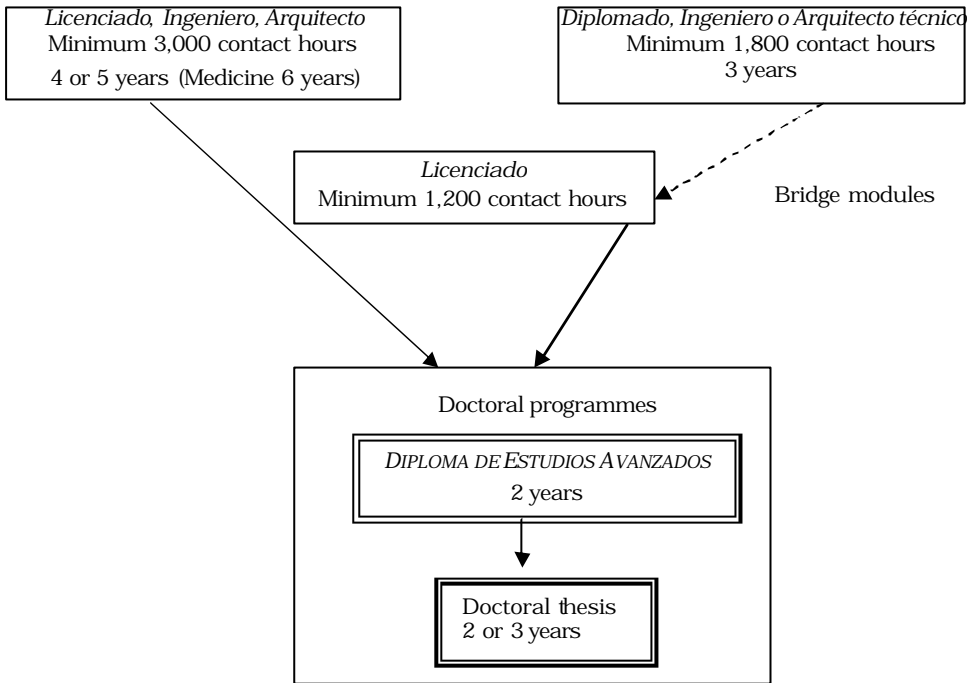 Licenciado, Ingeniero, Arquitecto
Minimum 3,000 contact hours
4 or 5 years (Medicine 6 years)
Diplomado, Ingeniero o Arquitecto técnico
Minimum 1,800 contact hours
3 years
Licenciado
Minimum 1,200 contact hours
Bridge modules
Doctoral programmes
DIPLOMA DE ESTUDIOS AVANZADOS
2 years
Doctoral thesis
2 or 3 years